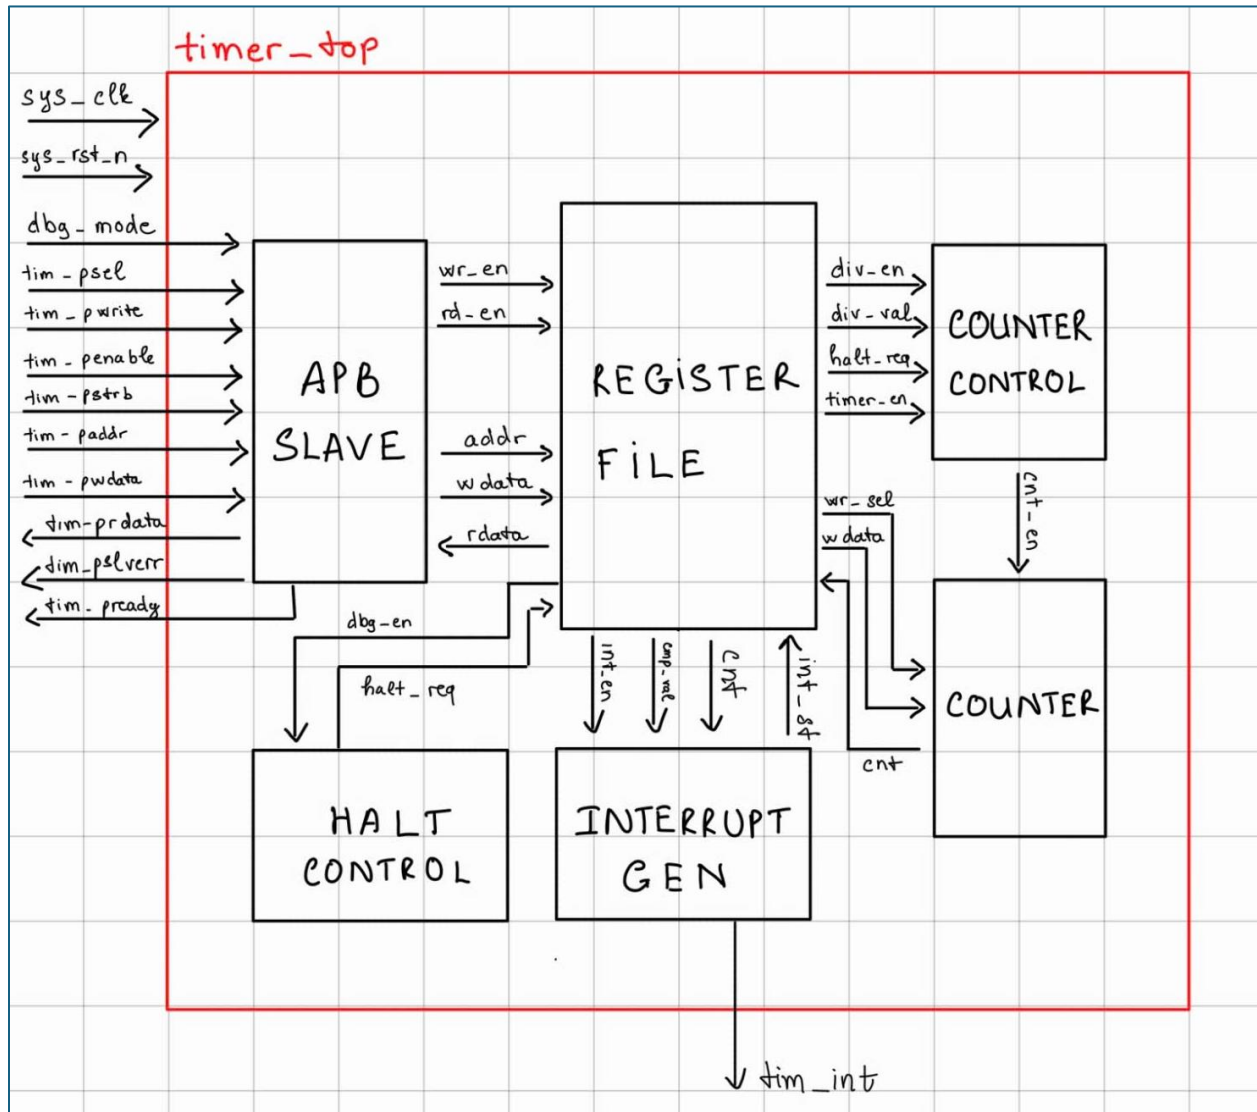 timer_top
sys_clk
sys_rst_n
dbg_mode
tim_psel
tim_pwrite
tim_penable
tim_pstrb
tim_paddr
tim_pwdata
tim_prdata
tim_pslverr
tim_pready
APB
SLAVE
wr_en
rd_en
addr
wdata
rdata
REGISTER
FILE
div_en
div_val
halt_req
timer_en
COUNTER
CONTROL
cnt_en
wr_sel
wdata
cnt
COUNTER
dbg_en
halt_req
int_en
cmp_val
cnt
int_st
HALT
CONTROL
INTERRUPT
GEN
tim_int